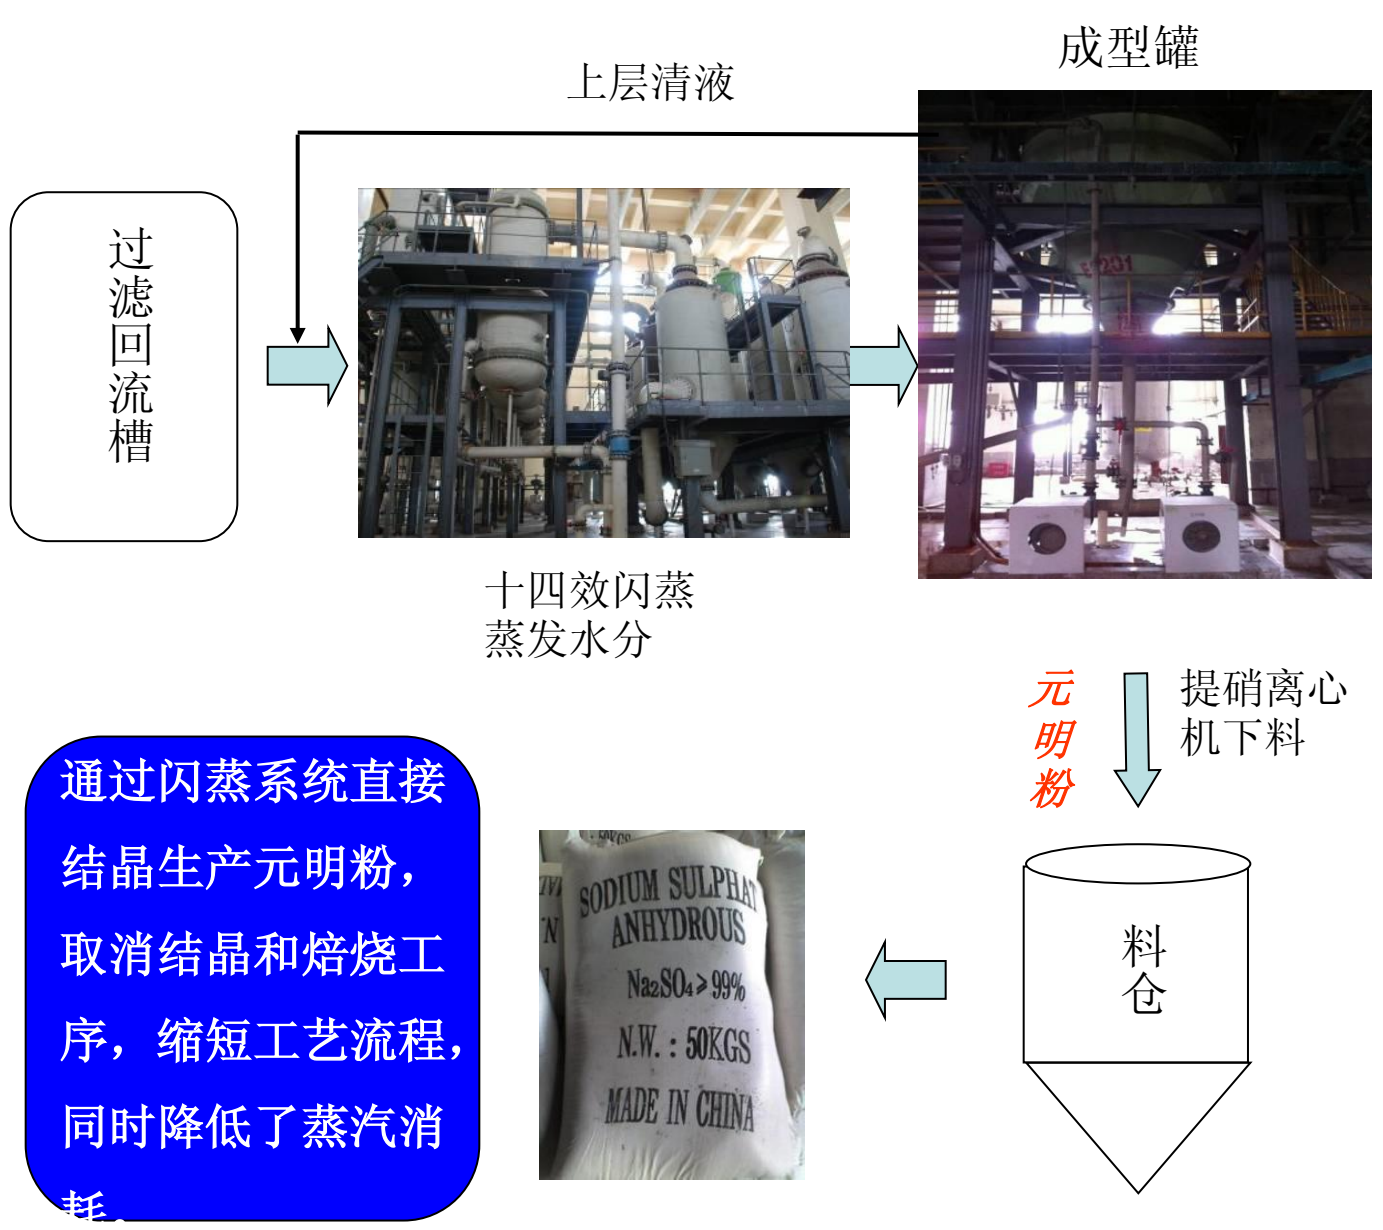 成型罐
上层清液
过滤回流槽
E1201
十四效闪蒸
蒸发水分
元明粉
提硝离心
机下料
通过闪蒸系统直接
结晶生产元明粉，
取消结晶和焙烧工
序，缩短工艺流程，
同时降低了蒸汽消
耗。
SODIUM SULPHAT
ANHYDROUS
Na₂SO₄≥99%
N.W.：50KGS
MADE IN CHINA
料仓